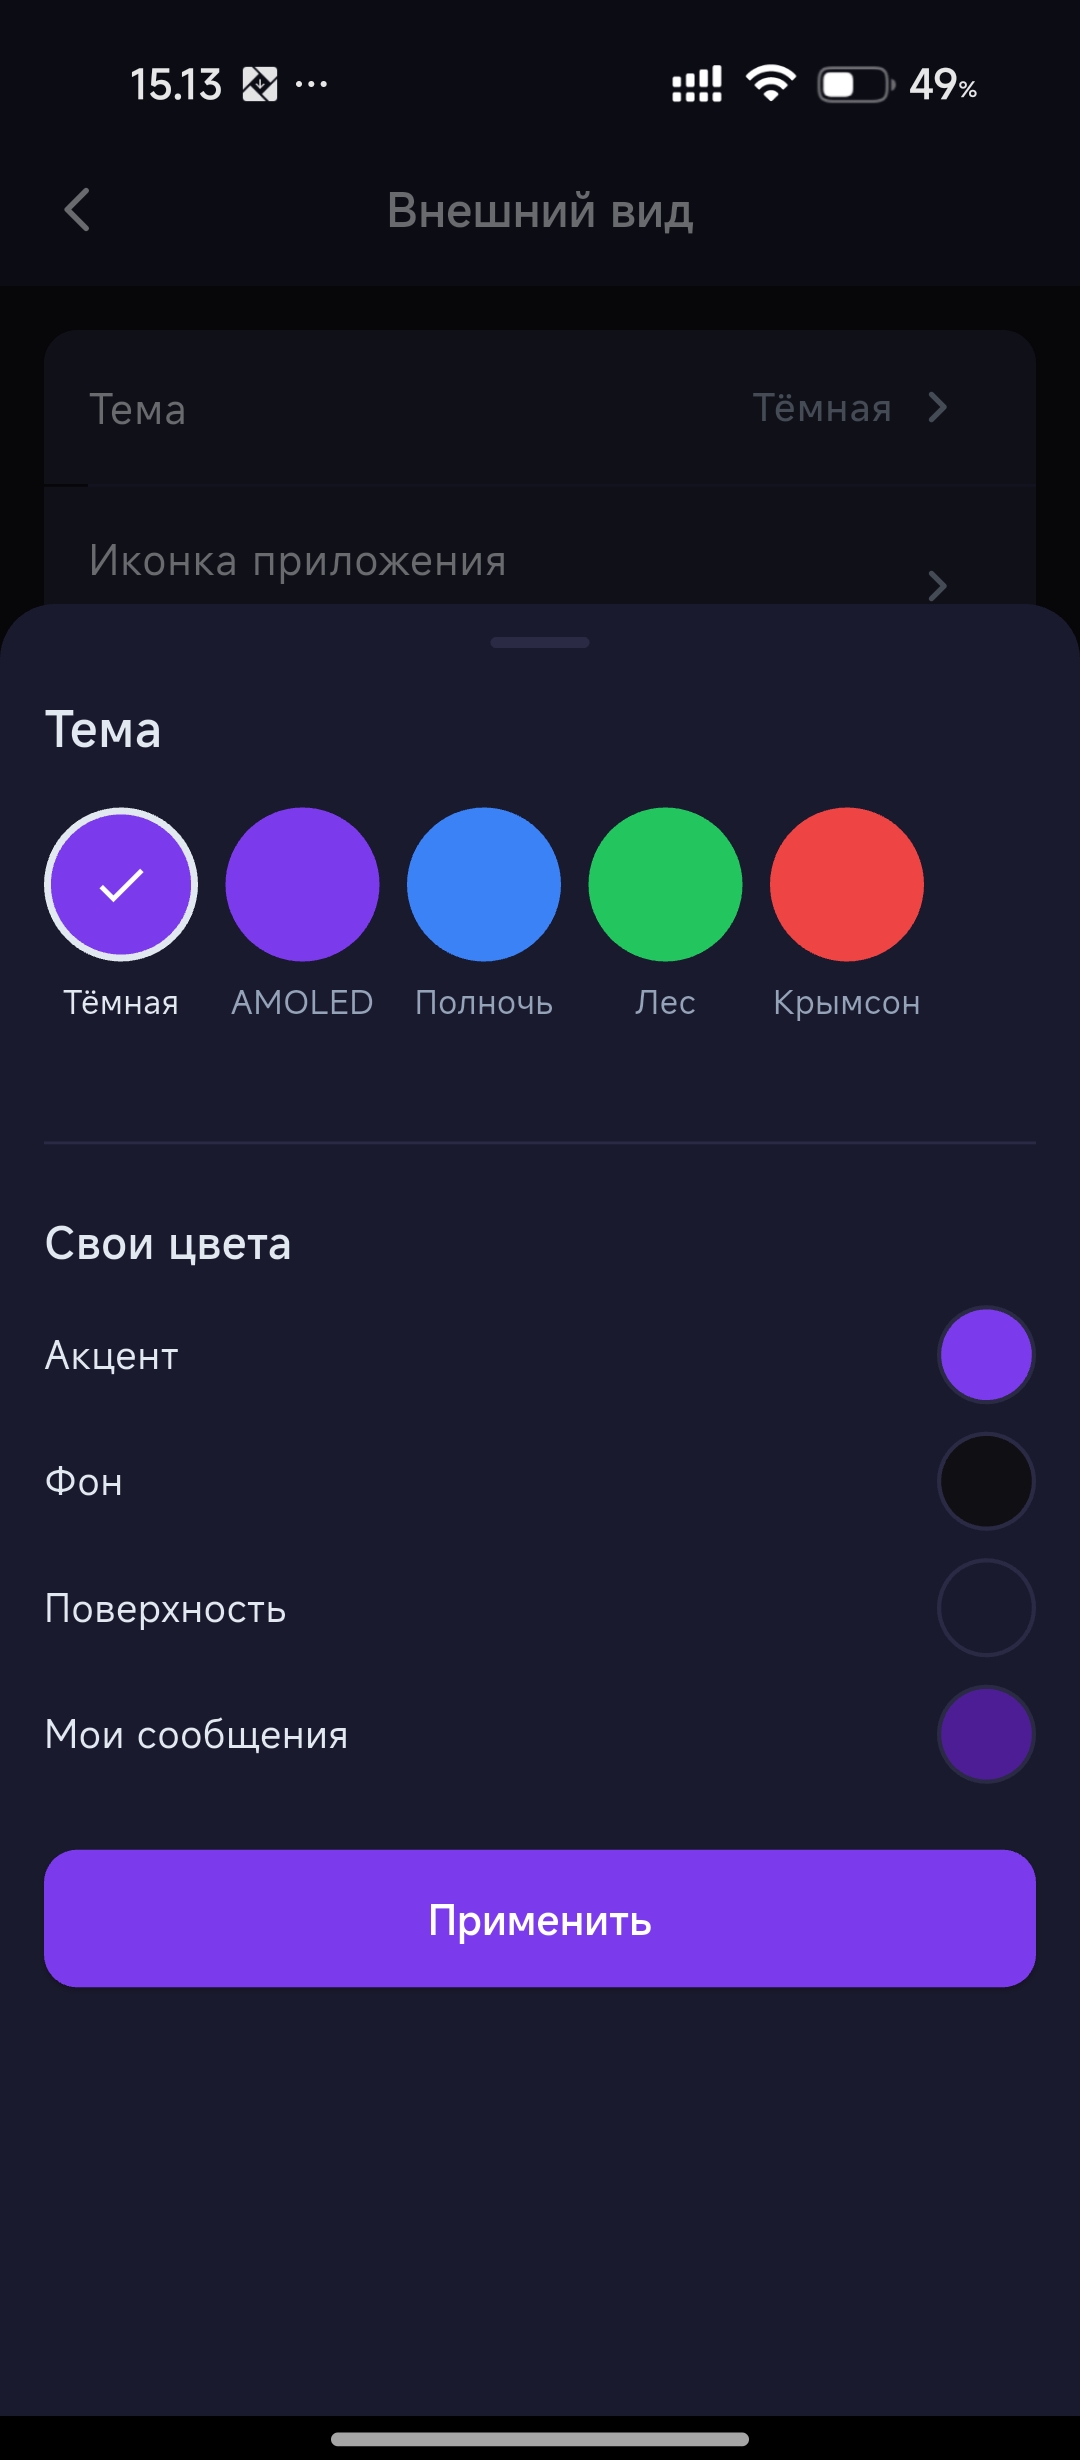 15.13 ... 49%
Внешний вид
Тема Тёмная
Иконка приложения
Тема
Тёмная AMOLED Полночь Лес Крымсон
Свои цвета
Акцент
Фон
Поверхность
Мои сообщения
Применить